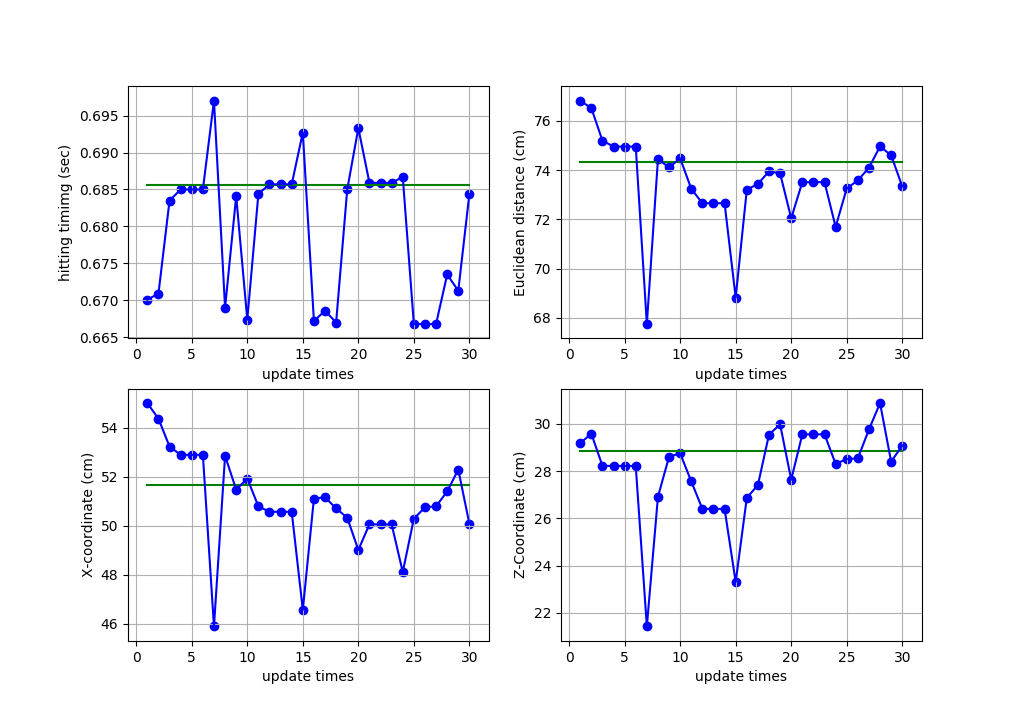 hitting timimg (sec)
0.695
0.690
0.685
0.680
0.675
0.670
0.665
0 5 10 15 20 25 30
update times
Euclidean distance (cm)
76
74
72
70
68
0 5 10 15 20 25 30
update times
X-coordinate (cm)
54
52
50
48
46
0 5 10 15 20 25 30
update times
Z-Coordinate (cm)
30
28
26
24
22
0 5 10 15 20 25 30
update times